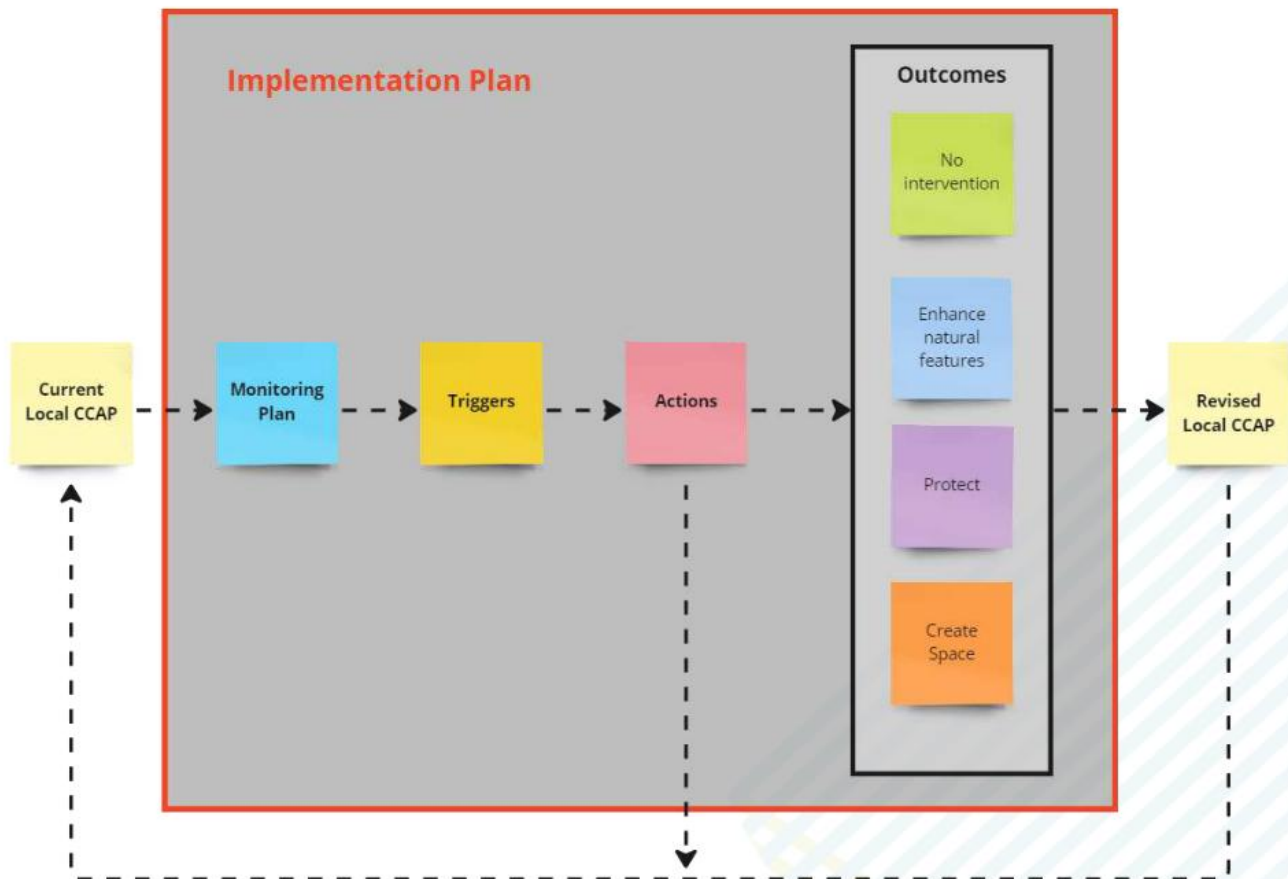 Implementation Plan
Outcomes
No
intervention
Enhance
natural
features
Current
Local CCAP
Monitoring
Plan
Triggers
Actions
Revised
Local CCAP
Protect
Create
Space